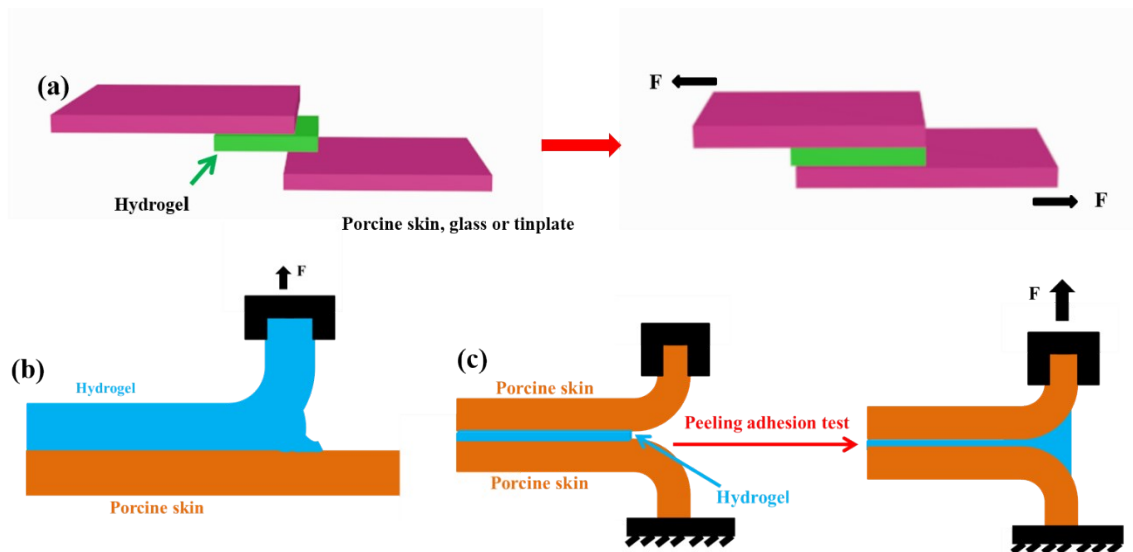 (a)
F
Hydrogel
F
Porcine skin, glass or tinplate
F
(b)
Hydrogel
Porcine skin
(c)
Porcine skin
Porcine skin
Peeling adhesion test
Hydrogel
F